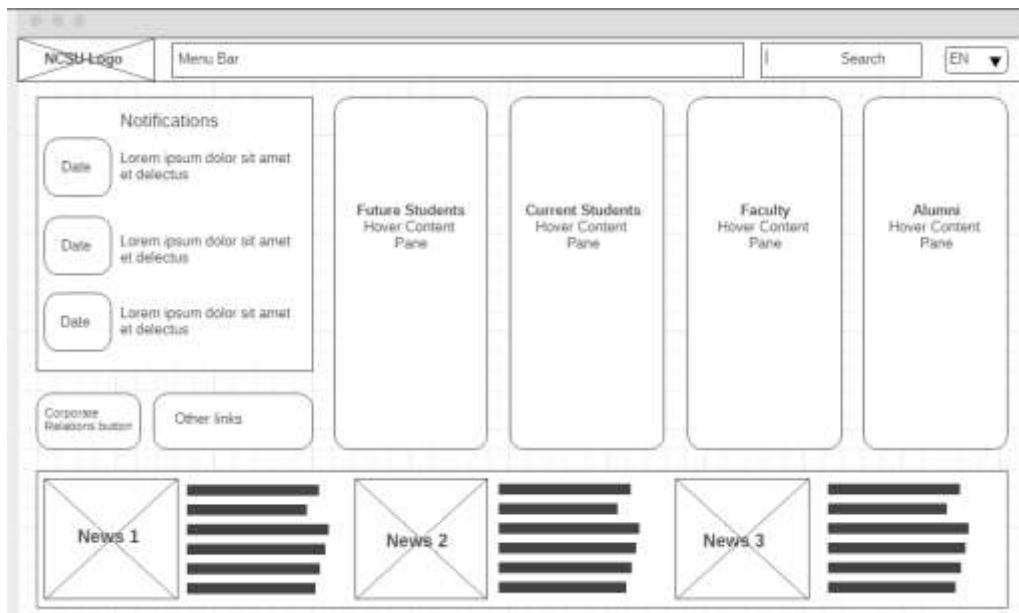 NCSU Logo
Menu Bar
Search
EN
Notifications
Date
Lorem ipsum dolor sit amet
et delectus
Date
Lorem ipsum dolor sit amet
et delectus
Date
Lorem ipsum dolor sit amet
et delectus
Corporate
Relations button
Other links
Future Students
Hover Content
Pane
Current Students
Hover Content
Pane
Faculty
Hover Content
Pane
Alumni
Hover Content
Pane
News 1
News 2
News 3